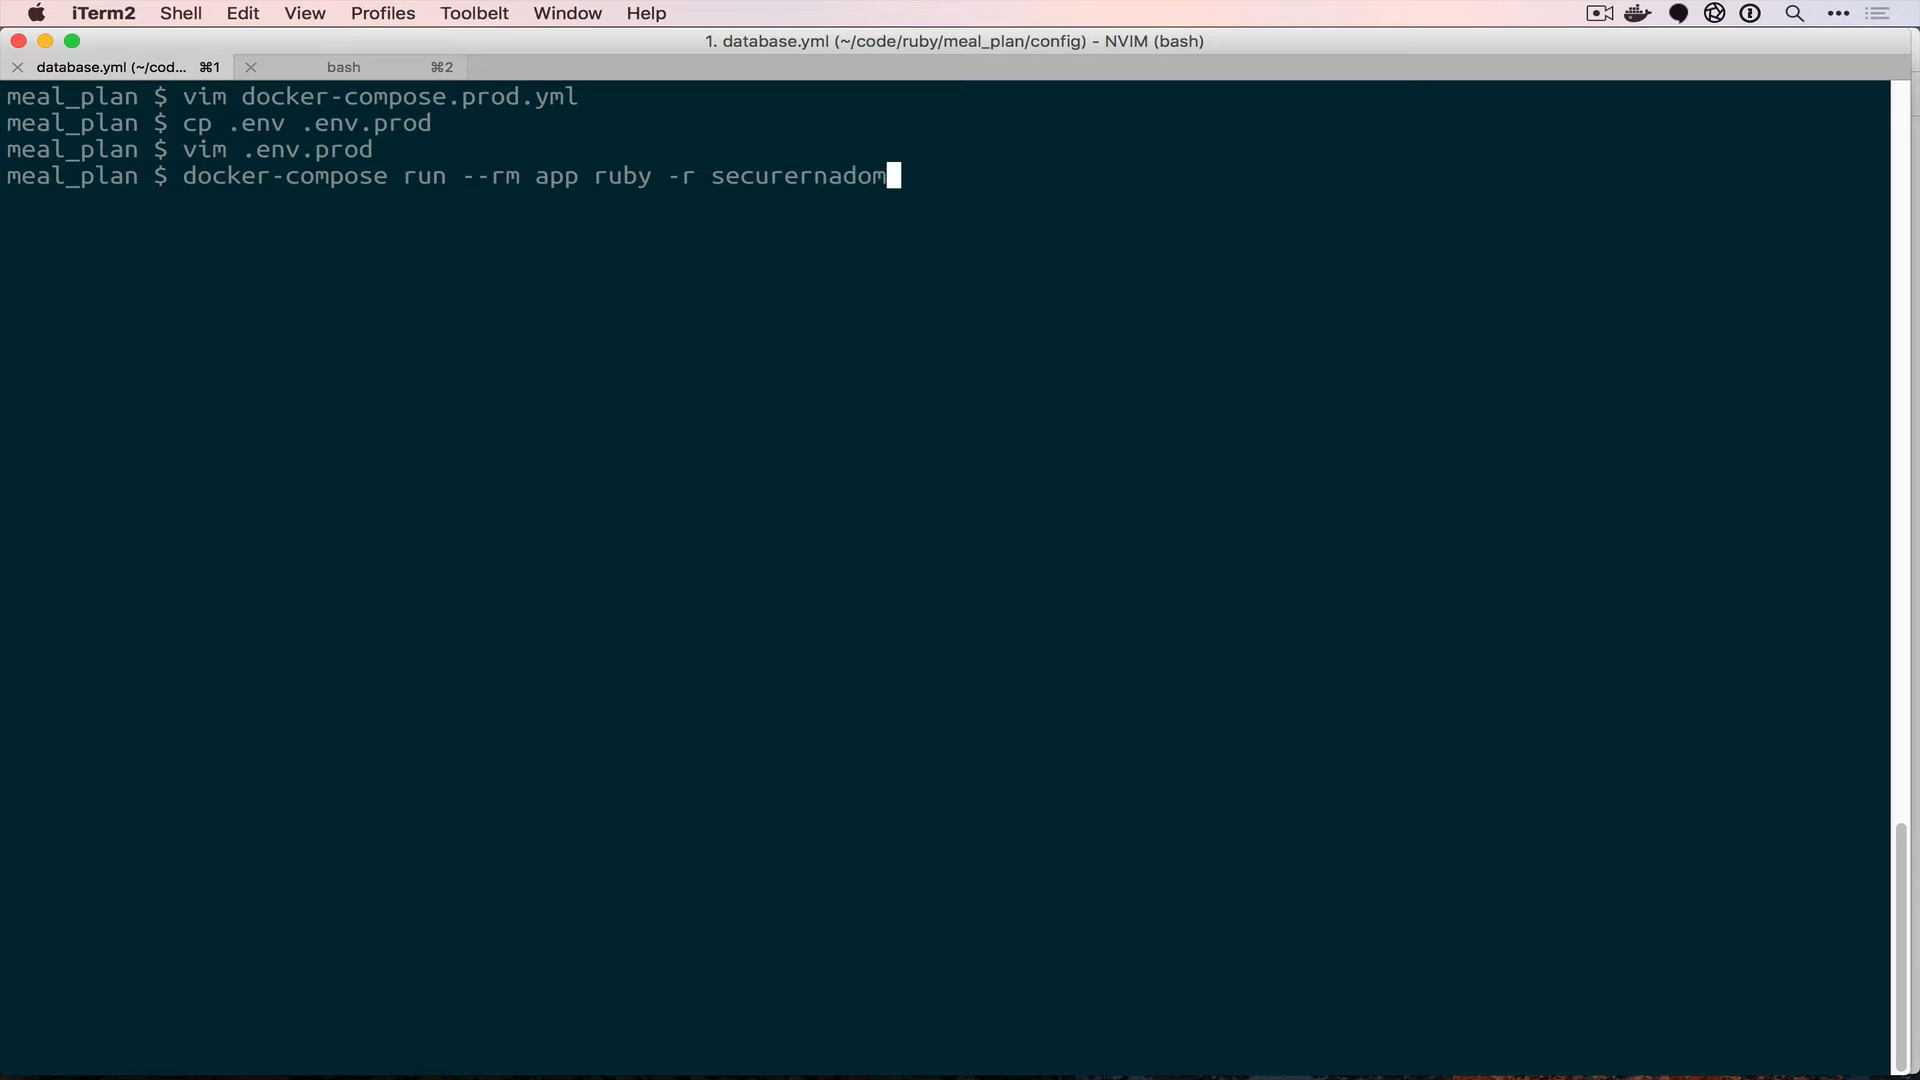 iTerm2 Shell Edit View Profiles Toolbelt Window Help
1. database.yml (~/code/ruby/meal_plan/config) - NVIM (bash)
database.yml (~/cod... ⌘1 bash ⌘2
meal_plan $ vim docker-compose.prod.yml
meal_plan $ cp .env .env.prod
meal_plan $ vim .env.prod
meal_plan $ docker-compose run --rm app ruby -r securernadom